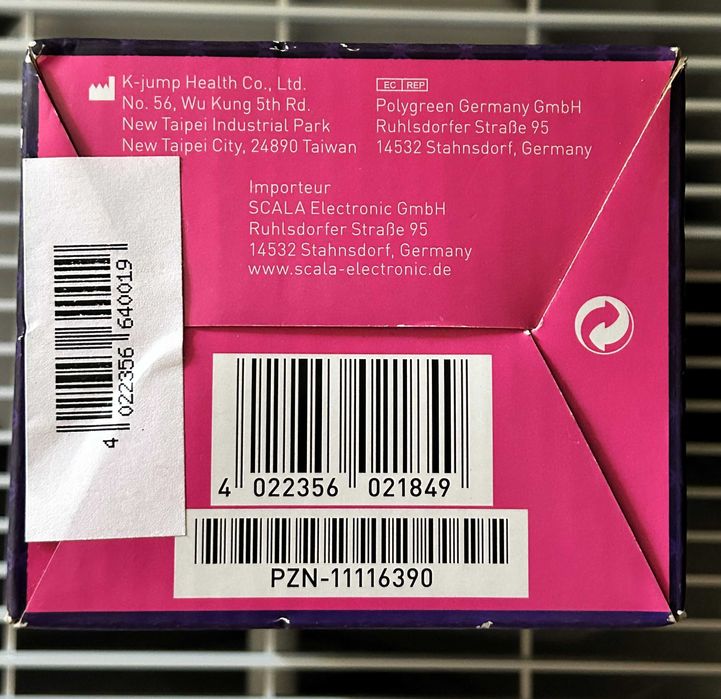 K-jump Health Co., Ltd.
No. 56, Wu Kung 5th Rd.
New Taipei Industrial Park
New Taipei City, 24890 Taiwan
EC REP
Polygreen Germany GmbH
Ruhlsdorfer Straße 95
14532 Stahnsdorf, Germany
Importeur
SCALA Electronic GmbH
Ruhlsdorfer Straße 95
14532 Stahnsdorf, Germany
www.scala-electronic.de
4 022356 640019
4 022356 021849
PZN-11116390